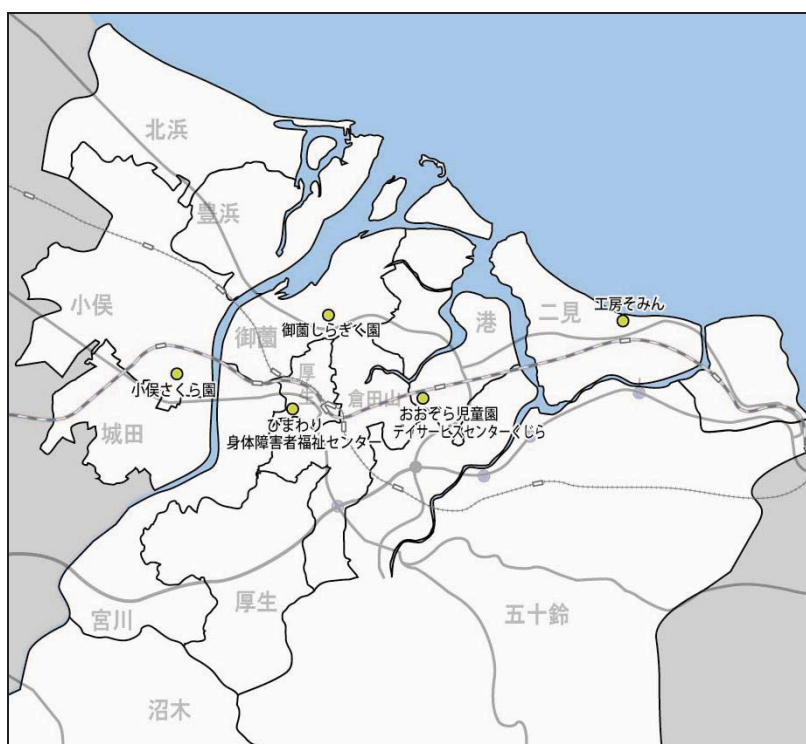 北浜
豊浜
小俣
御薗
港
二見
工房そみん
御薗しらぎく園
厚生
小俣さくら園
倉田山
おおぞら児童園
デイサービスセンターくじら
ひまわり
身体障害者福祉センター
城田
宮川
厚生
五十鈴
沼木